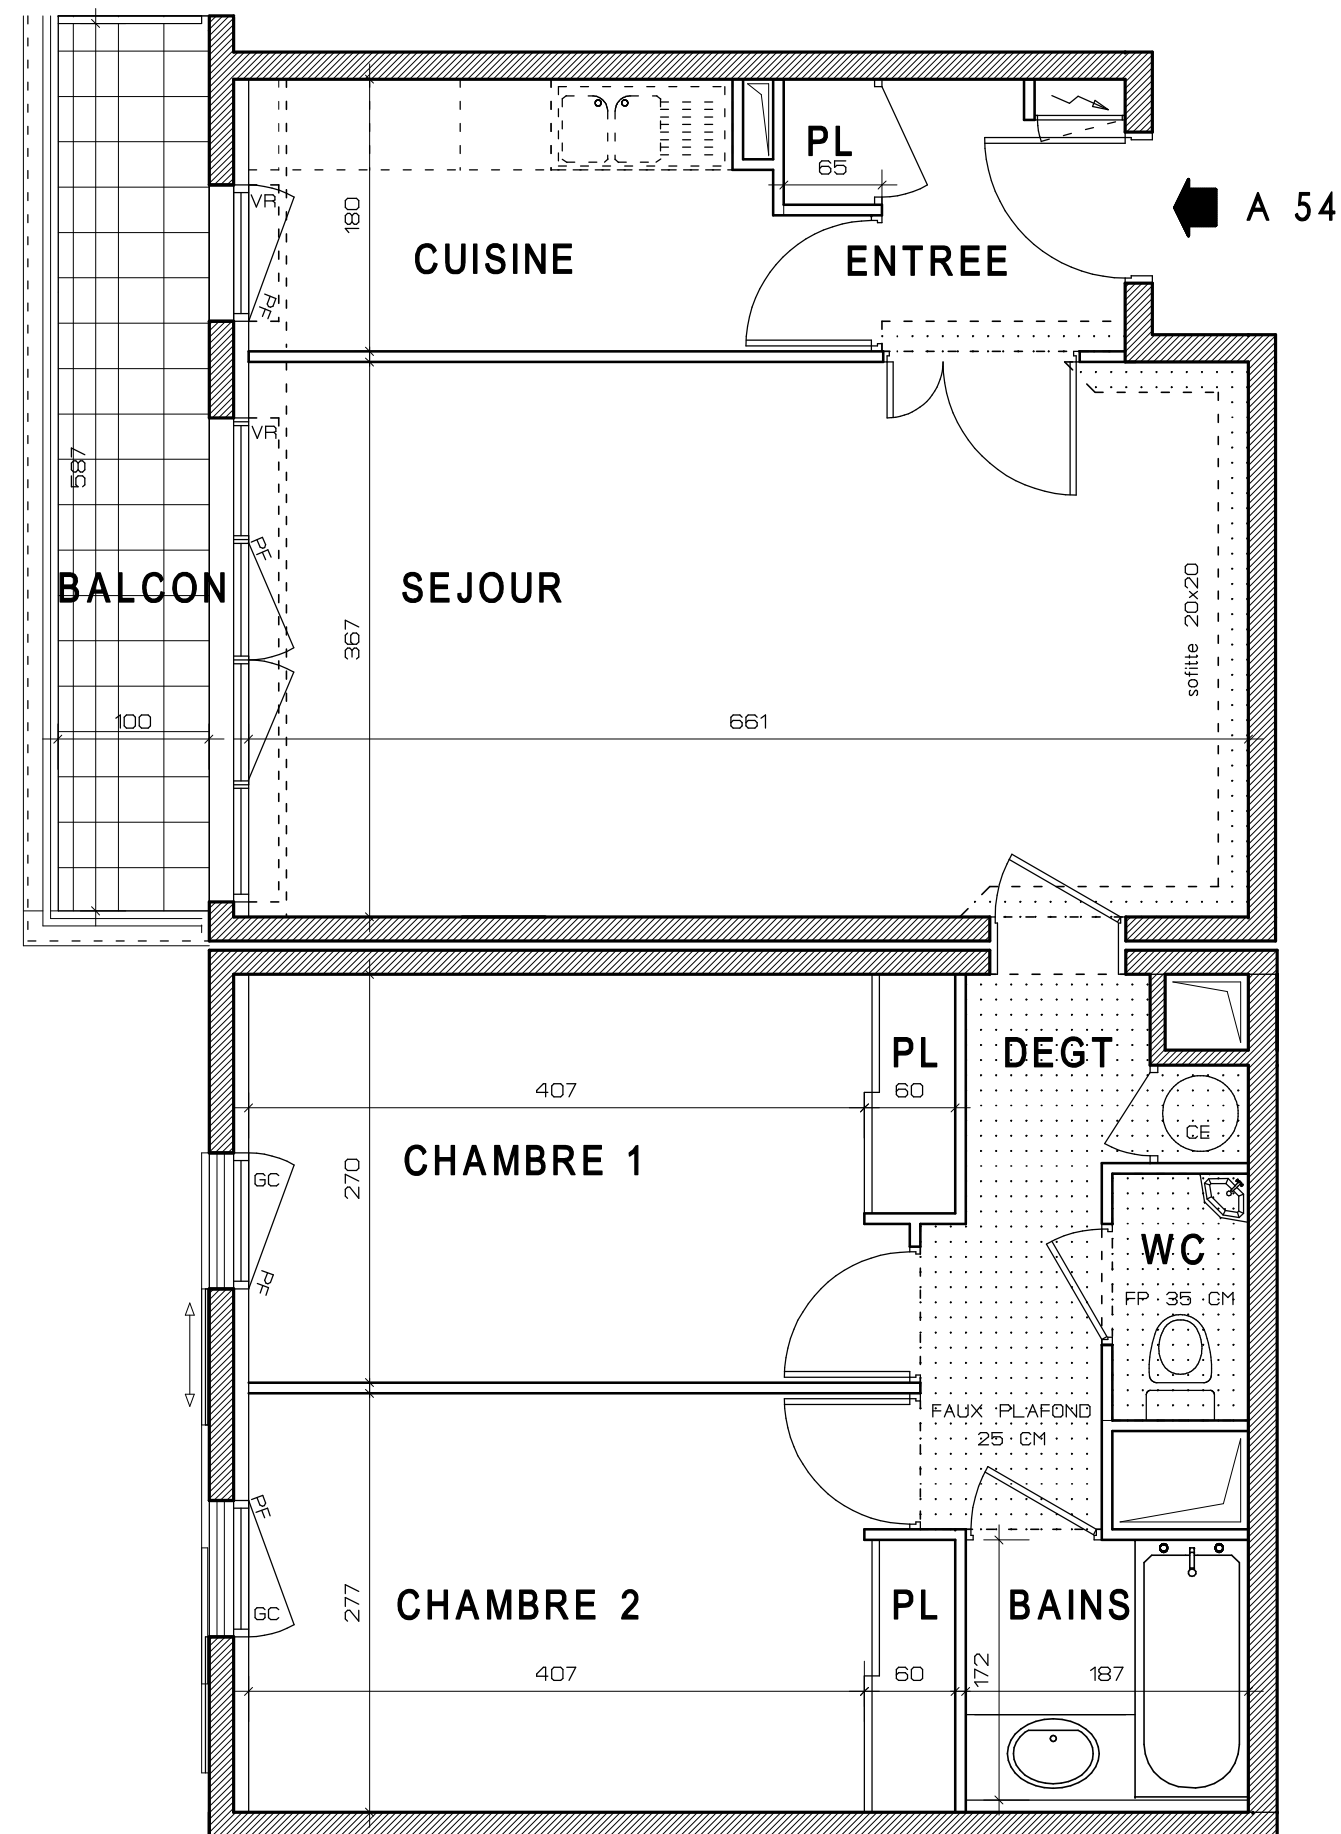 PL
65
VR
180
A 54
CUISINE
ENTREE
PF
VR
587
PF
BALCON
SEJOUR
sofitte 20x20
367
100
661
PL
DEGT
407
60
CE
CHAMBRE 1
270
GC
WC
PF
FP 35 CM
FAUX PLAFOND
25 CM
PF
GC
277
CHAMBRE 2
PL
BAINS
407
60
172
187